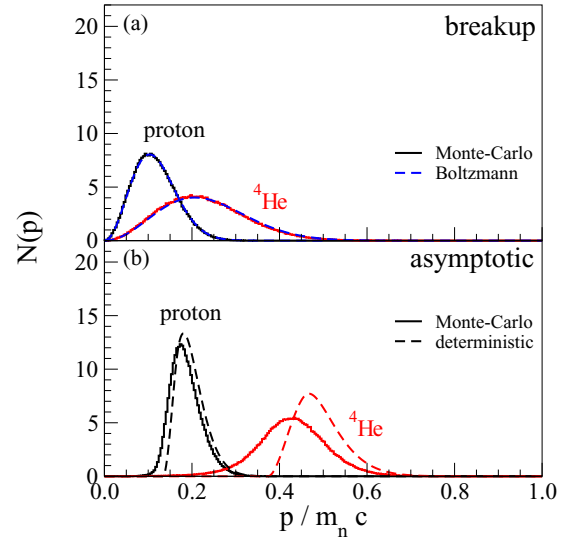 (a) breakup
20
15
10
5
0
proton
⁴He
Monte-Carlo
Boltzmann
N(p)
(b) asymptotic
20
15
10
5
0
proton
⁴He
Monte-Carlo
deterministic
0.0 0.2 0.4 0.6 0.8 1.0
p / mₙ c